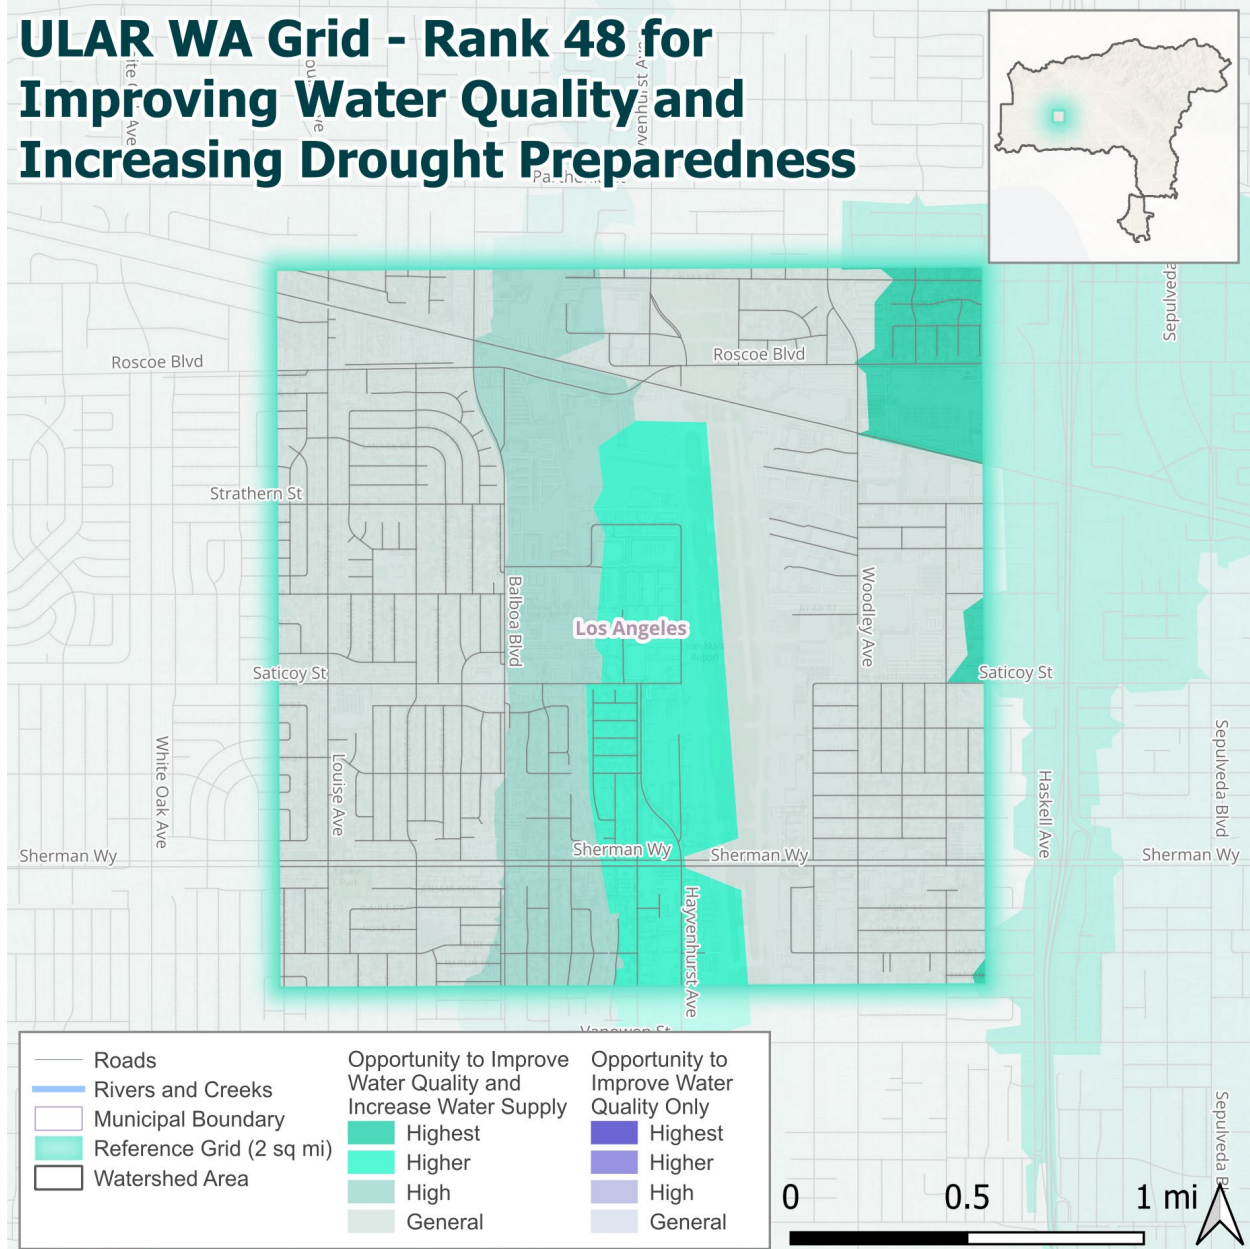 ULAR WA Grid - Rank 48 for
Improving Water Quality and
Increasing Drought Preparedness
Sepulveda
Roscoe Blvd
Roscoe Blvd
Strathern St
Balboa Blvd
Woodley Ave
Los Angeles
Saticoy St
Saticoy St
White Oak Ave
Louise Ave
Haskell Ave
Sepulveda Blvd
Sherman Wy
Sherman Wy
Sherman Wy
Sherman Wy
Hayvenhurst Ave
Vanowen St
Roads
Rivers and Creeks
Municipal Boundary
Reference Grid (2 sq mi)
Watershed Area
Opportunity to Improve
Water Quality and
Increase Water Supply
Highest
Higher
High
General
Opportunity to
Improve Water
Quality Only
Highest
Higher
High
General
Sepulveda
0 0.5 1 mi